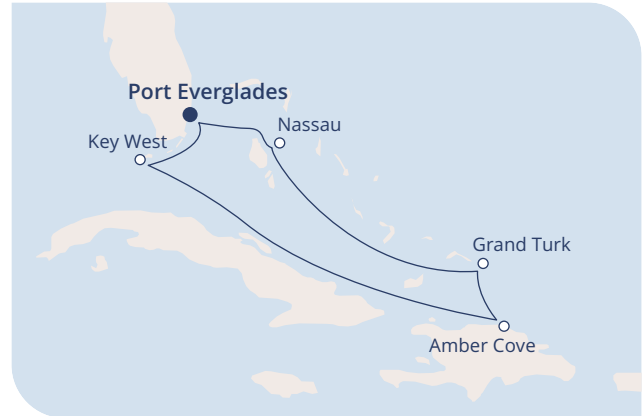 Port Everglades
Nassau
Key West
Grand Turk
Amber Cove